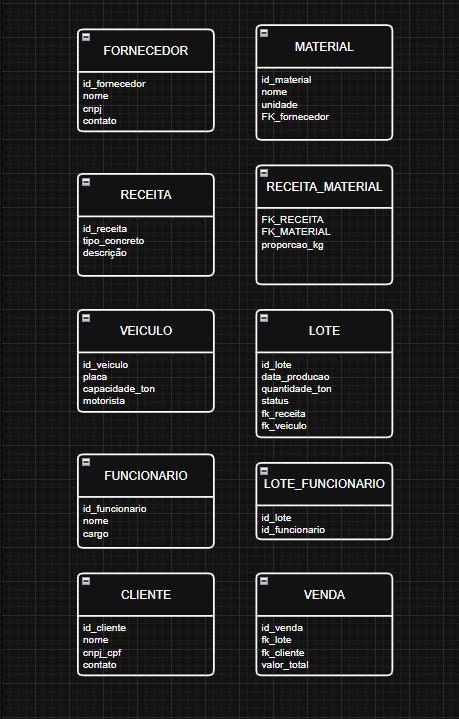 FORNECEDOR
id_fornecedor
nome
cnpj
contato
MATERIAL
id_material
nome
unidade
FK_fornecedor
RECEITA
id_receita
tipo_concreto
descrição
RECEITA_MATERIAL
FK_RECEITA
FK_MATERIAL
proporcao_kg
VEICULO
id_veiculo
placa
capacidade_ton
motorista
LOTE
id_lote
data_producao
quantidade_ton
status
fk_receita
fk_veiculo
FUNCIONARIO
id_funcionario
nome
cargo
LOTE_FUNCIONARIO
id_lote
id_funcionario
CLIENTE
id_cliente
nome
cnpj_cpf
contato
VENDA
id_venda
fk_lote
fk_cliente
valor_total